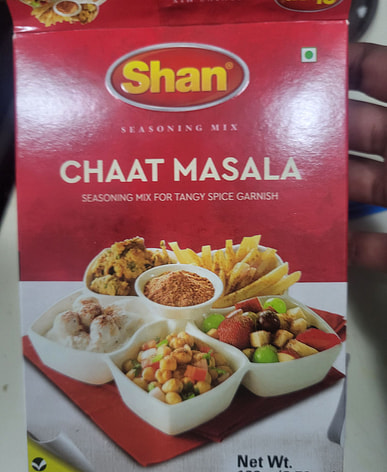 Shan
SEASONING MIX
CHAAT MASALA
SEASONING MIX FOR TANGY SPICE GARNISH
Net Wt.